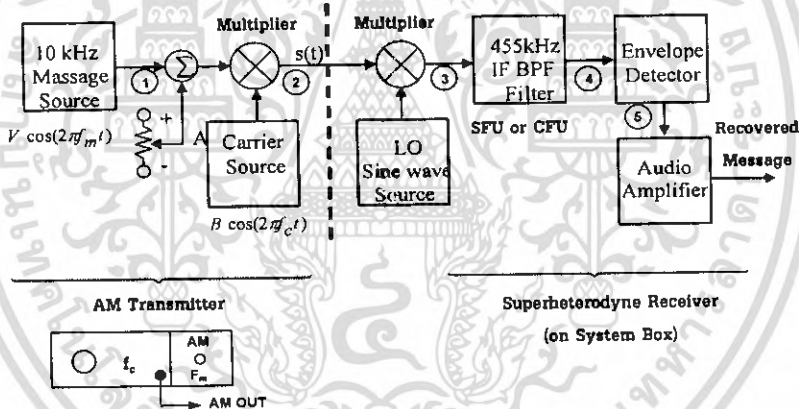 Multiplier
Multiplier
10 kHz
Massage
Source
1
Σ
2
s(t)
3
455kHz
IF BPF
Filter
4
Envelope
Detector
5
SFU or CFU
V cos(2πf_m t)
+
-
A
Carrier
Source
B cos(2πf_c t)
LO
Sine wave
Source
Audio
Amplifier
Recovered
Message
AM Transmitter
Superheterodyne Receiver
(on System Box)
f_c
AM
F_m
AM OUT